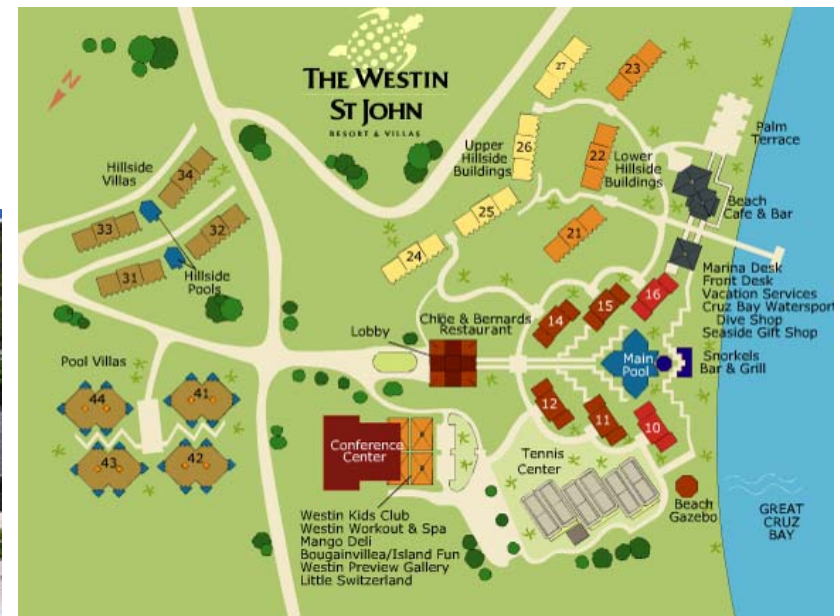 N
THE WESTIN
ST JOHN
RESORT & VILLAS
27
23
Palm
Terrace
26
Upper
Hillside
Buildings
22
Lower
Hillside
Buildings
Hillside
Villas
34
33
32
31
Hillside
Pools
25
24
21
Beach
Cafe & Bar
Marina Desk
Front Desk
Vacation Services
Cruz Bay Watersport
Dive Shop
Seaside Gift Shop
16
15
14
Chloe & Bernards
Restaurant
Lobby
Main
Pool
Snorkels
Bar & Grill
Pool Villas
44
41
43
42
12
11
10
Conference
Center
Tennis
Center
Beach
Gazebo
GREAT
CRUZ
BAY
Westin Kids Club
Westin Workout & Spa
Mango Deli
Bougainvillea/Island Fun
Westin Preview Gallery
Little Switzerland